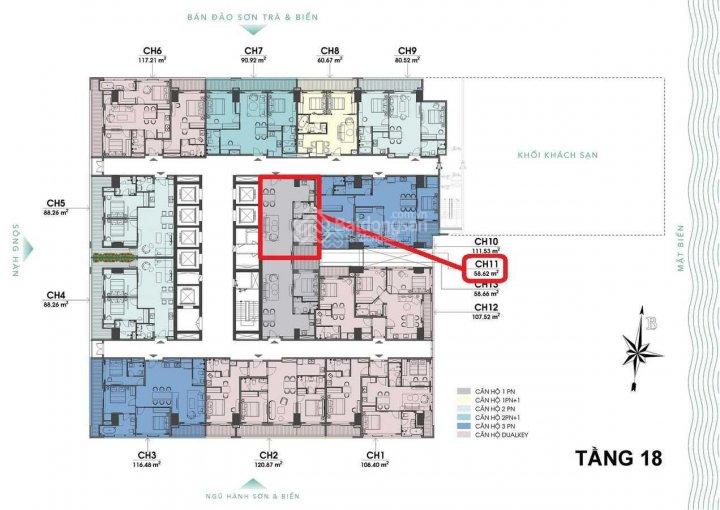 BÁN ĐẢO SƠN TRÀ & BIỂN
CH6
117.21 m²
CH7
90.92 m²
CH8
60.67 m²
CH9
80.52 m²
KHỐI KHÁCH SẠN
CH5
88.26 m²
SÔNG HÀN
MẶT BIỂN
Batdongsan
.com.vn
CH10
111.53 m²
CH11
58.62 m²
CH13
58.66 m²
CH4
88.26 m²
CH12
107.52 m²
B
CĂN HỘ 1 PN
CĂN HỘ 1PN+1
CĂN HỘ 2 PN
CĂN HỘ 2PN+1
CĂN HỘ 3 PN
CĂN HỘ DUALKEY
CH3
116.48 m²
CH2
120.87 m²
CH1
108.40 m²
TẦNG 18
NGŨ HÀNH SƠN & BIỂN